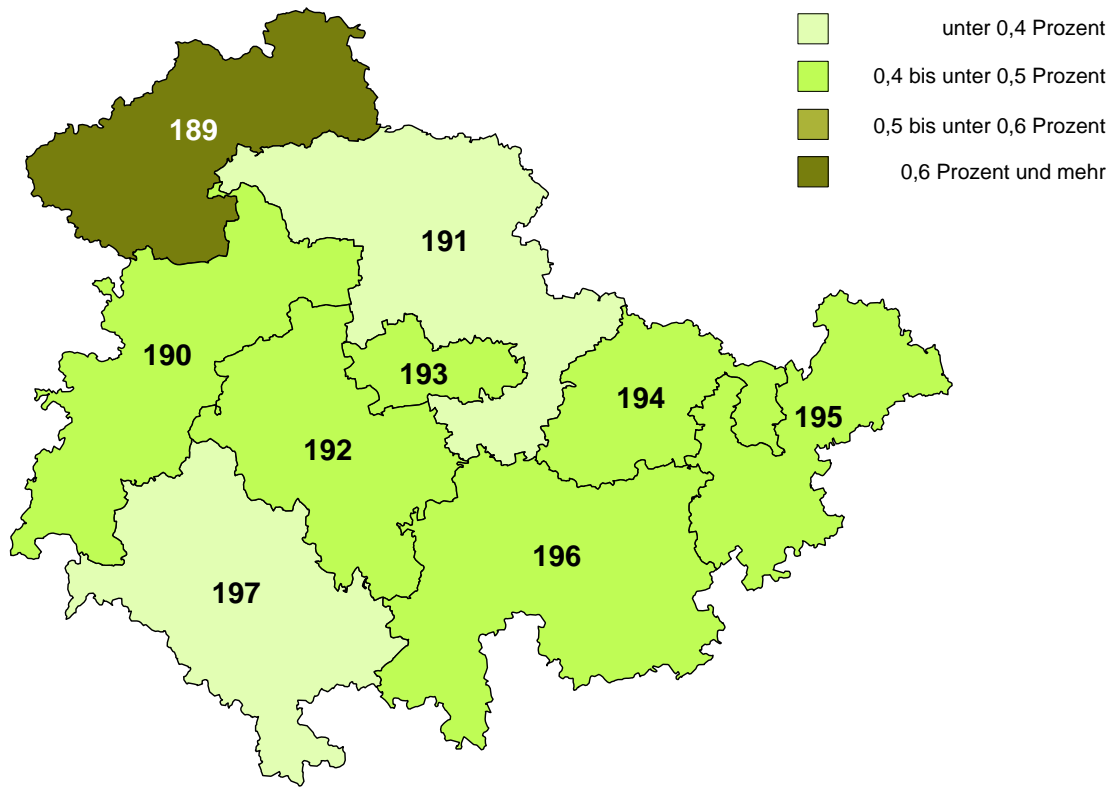 unter 0,4 Prozent
0,4 bis unter 0,5 Prozent
0,5 bis unter 0,6 Prozent
0,6 Prozent und mehr
189
191
190
193
194
195
192
196
197